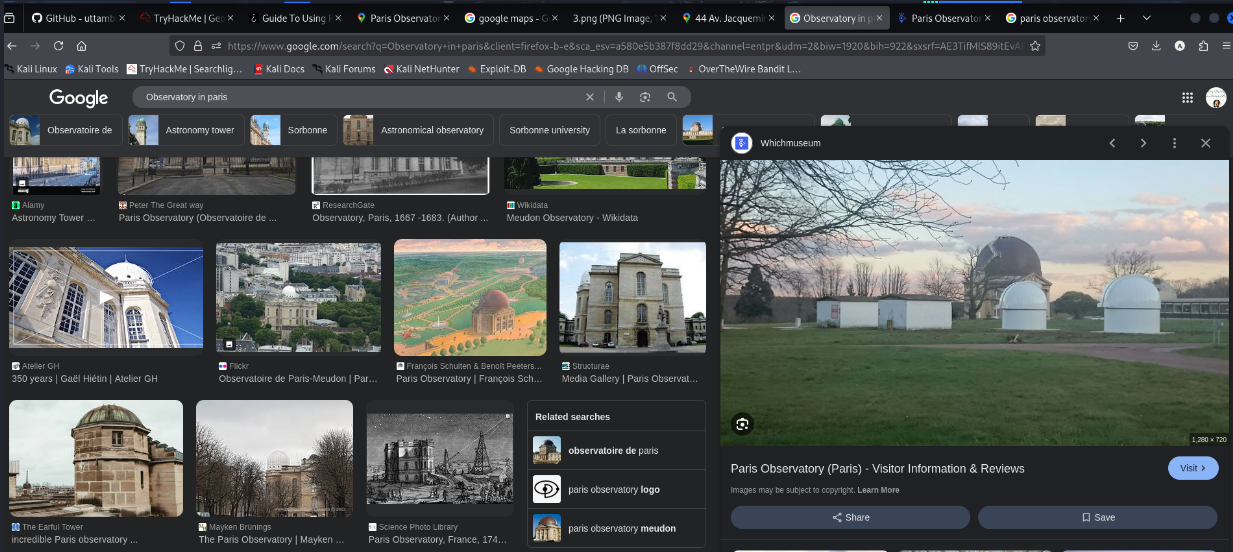 GitHub - uttamb
TryHackMe | Geo
Guide To Using R
Paris Observator
google maps - G
3.png (PNG Image, 1
44 Av. Jacquemin
Observatory in p
Paris Observator
paris observator
https://www.google.com/search?q=Observatory+in+paris&client=firefox-b-e&sca_esv=a580e5b387f8dd29&channel=entpr&udm=2&biw=1920&bih=922&sxsrf=
Kali Linux
Kali Tools
TryHackMe | Searchlig…
Kali Docs
Kali Forums
Kali NetHunter
Exploit-DB
Google Hacking DB
OffSec
OverTheWire Bandit L…
Google
Observatory in paris
Observatoire de
Astronomy tower
Sorbonne
Astronomical observatory
Sorbonne university
La sorbonne
Whichmuseum
Alamy
Astronomy Tower ...
Peter The Great way
Paris Observatory (Observatoire de ...
ResearchGate
Observatory, Paris, 1667 -1683. (Author ...
Wikidata
Meudon Observatory - Wikidata
Atelier GH
350 years | Gaël Hiétin | Atelier GH
Flickr
Observatoire de Paris-Meudon | Par...
François Schuiten & Benoît Peeters...
Paris Observatory | François Sch...
Structurae
Media Gallery | Paris Observat...
1,280 × 720
Paris Observatory (Paris) - Visitor Information & Reviews
Visit
Images may be subject to copyright. Learn More
Share
Save
The Earful Tower
incredible Paris observatory ...
Mayken Brünings
The Paris Observatory | Mayken ...
Science Photo Library
Paris Observatory, France, 174...
Related searches
observatoire de paris
paris observatory logo
paris observatory meudon